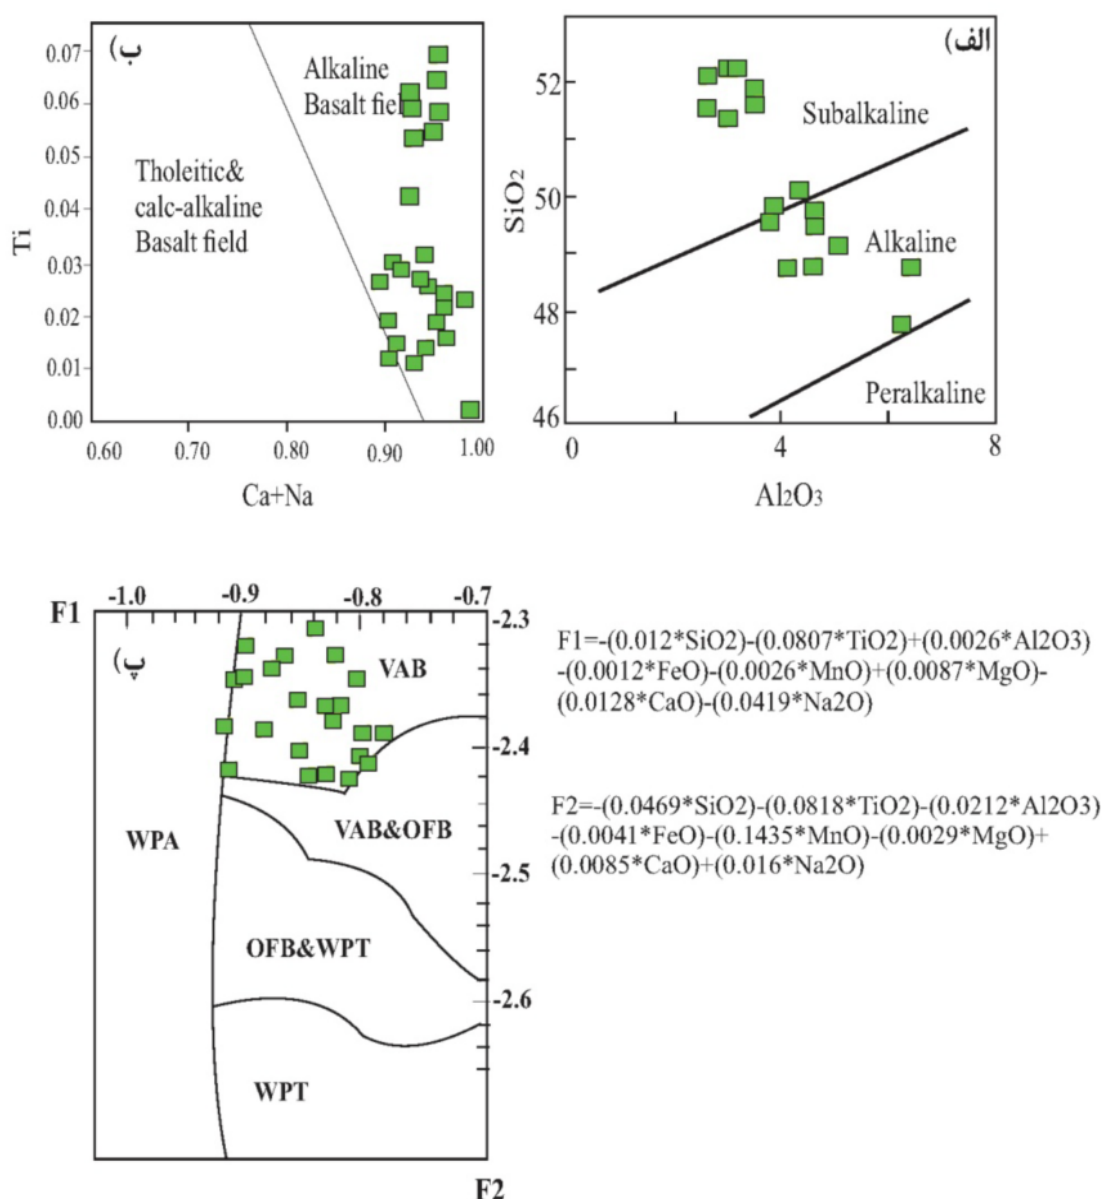 ب)
0.07
0.06
0.05
0.04
0.03
0.02
0.01
0.00
Ti
Alkaline
Basalt field
Tholeitic&
calc-alkaline
Basalt field
0.60
0.70
0.80
0.90
1.00
Ca+Na
الف)
52
50
48
46
SiO2
Subalkaline
Alkaline
Peralkaline
0
4
8
Al2O3
F1
-1.0
-0.9
-0.8
-0.7
پ)
-2.3
-2.4
-2.5
-2.6
VAB
VAB&OFB
WPA
OFB&WPT
WPT
F2
F1=-(0.012*SiO2)-(0.0807*TiO2)+(0.0026*Al2O3)
-(0.0012*FeO)-(0.0026*MnO)+(0.0087*MgO)-
(0.0128*CaO)-(0.0419*Na2O)
F2=-(0.0469*SiO2)-(0.0818*TiO2)-(0.0212*Al2O3)
-(0.0041*FeO)-(0.1435*MnO)-(0.0029*MgO)+
(0.0085*CaO)+(0.016*Na2O)